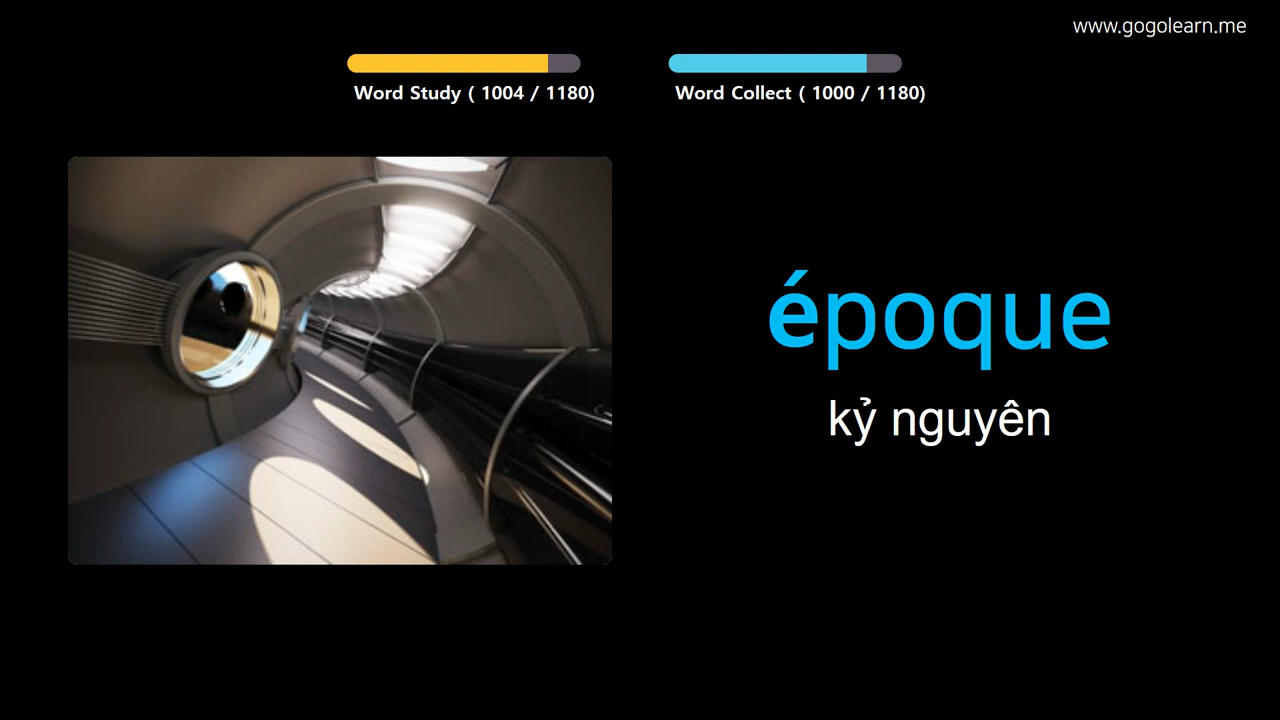 www.gogolearn.me
Word Study ( 1004 / 1180)
Word Collect ( 1000 / 1180)
époque
kỷ nguyên